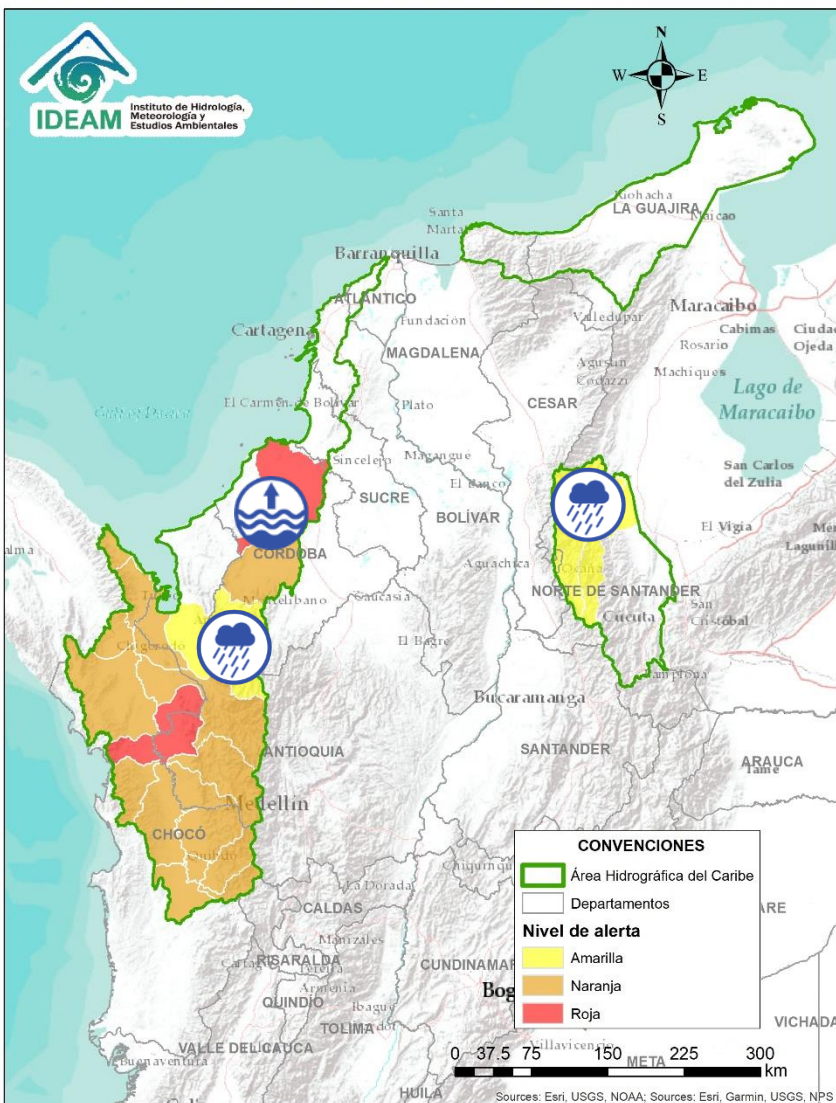 IDEAM
Instituto de Hidrología,
Meteorología y
Estudios Ambientales
N
W
E
S
Riohacha
LA GUAJIRA
Maicao
Santa
Marta
Barranquilla
ATLÁNTICO
Maracaibo
Cabimas
Ciudad
Ojeda
Fundación
Valledupar
Cartagena
Rosario
MAGDALENA
Machiques
Agustín
Codazzi
Lago de
Maracaibo
El Carmen de Bolívar
Plato
CESAR
Sincelejo
Magangue
San Carlos
del Zulia
El Banco
SUCRE
BOLÍVAR
El Vigía
CÓRDOBA
Aguachica
Ocaña
NORTE DE SANTANDER
Montelibano
Caucasia
Cucuta
San
Cristóbal
El Bagre
Chigorodo
Pamplona
Bucaramanga
ANTIOQUIA
SANTANDER
ARAUCA
Tame
Medellín
CHOCÓ
Quibdó
La Dorada
CALDAS
Manizales
RISARALDA
Pereira
Armenia
QUINDÍO
Ibague
TOLIMA
CUNDINAMAR
Bog
VALLE DEL CAUCA
Buenaventura
HUILA
Villavicencio
META
VICHADA
CONVENCIONES
Área Hidrográfica del Caribe
Departamentos
Nivel de alerta
Amarilla
Naranja
Roja
0 37.5 75 150 225 300
km
Sources: Esri, USGS, NOAA; Sources: Esri, Garmin, USGS, NPS